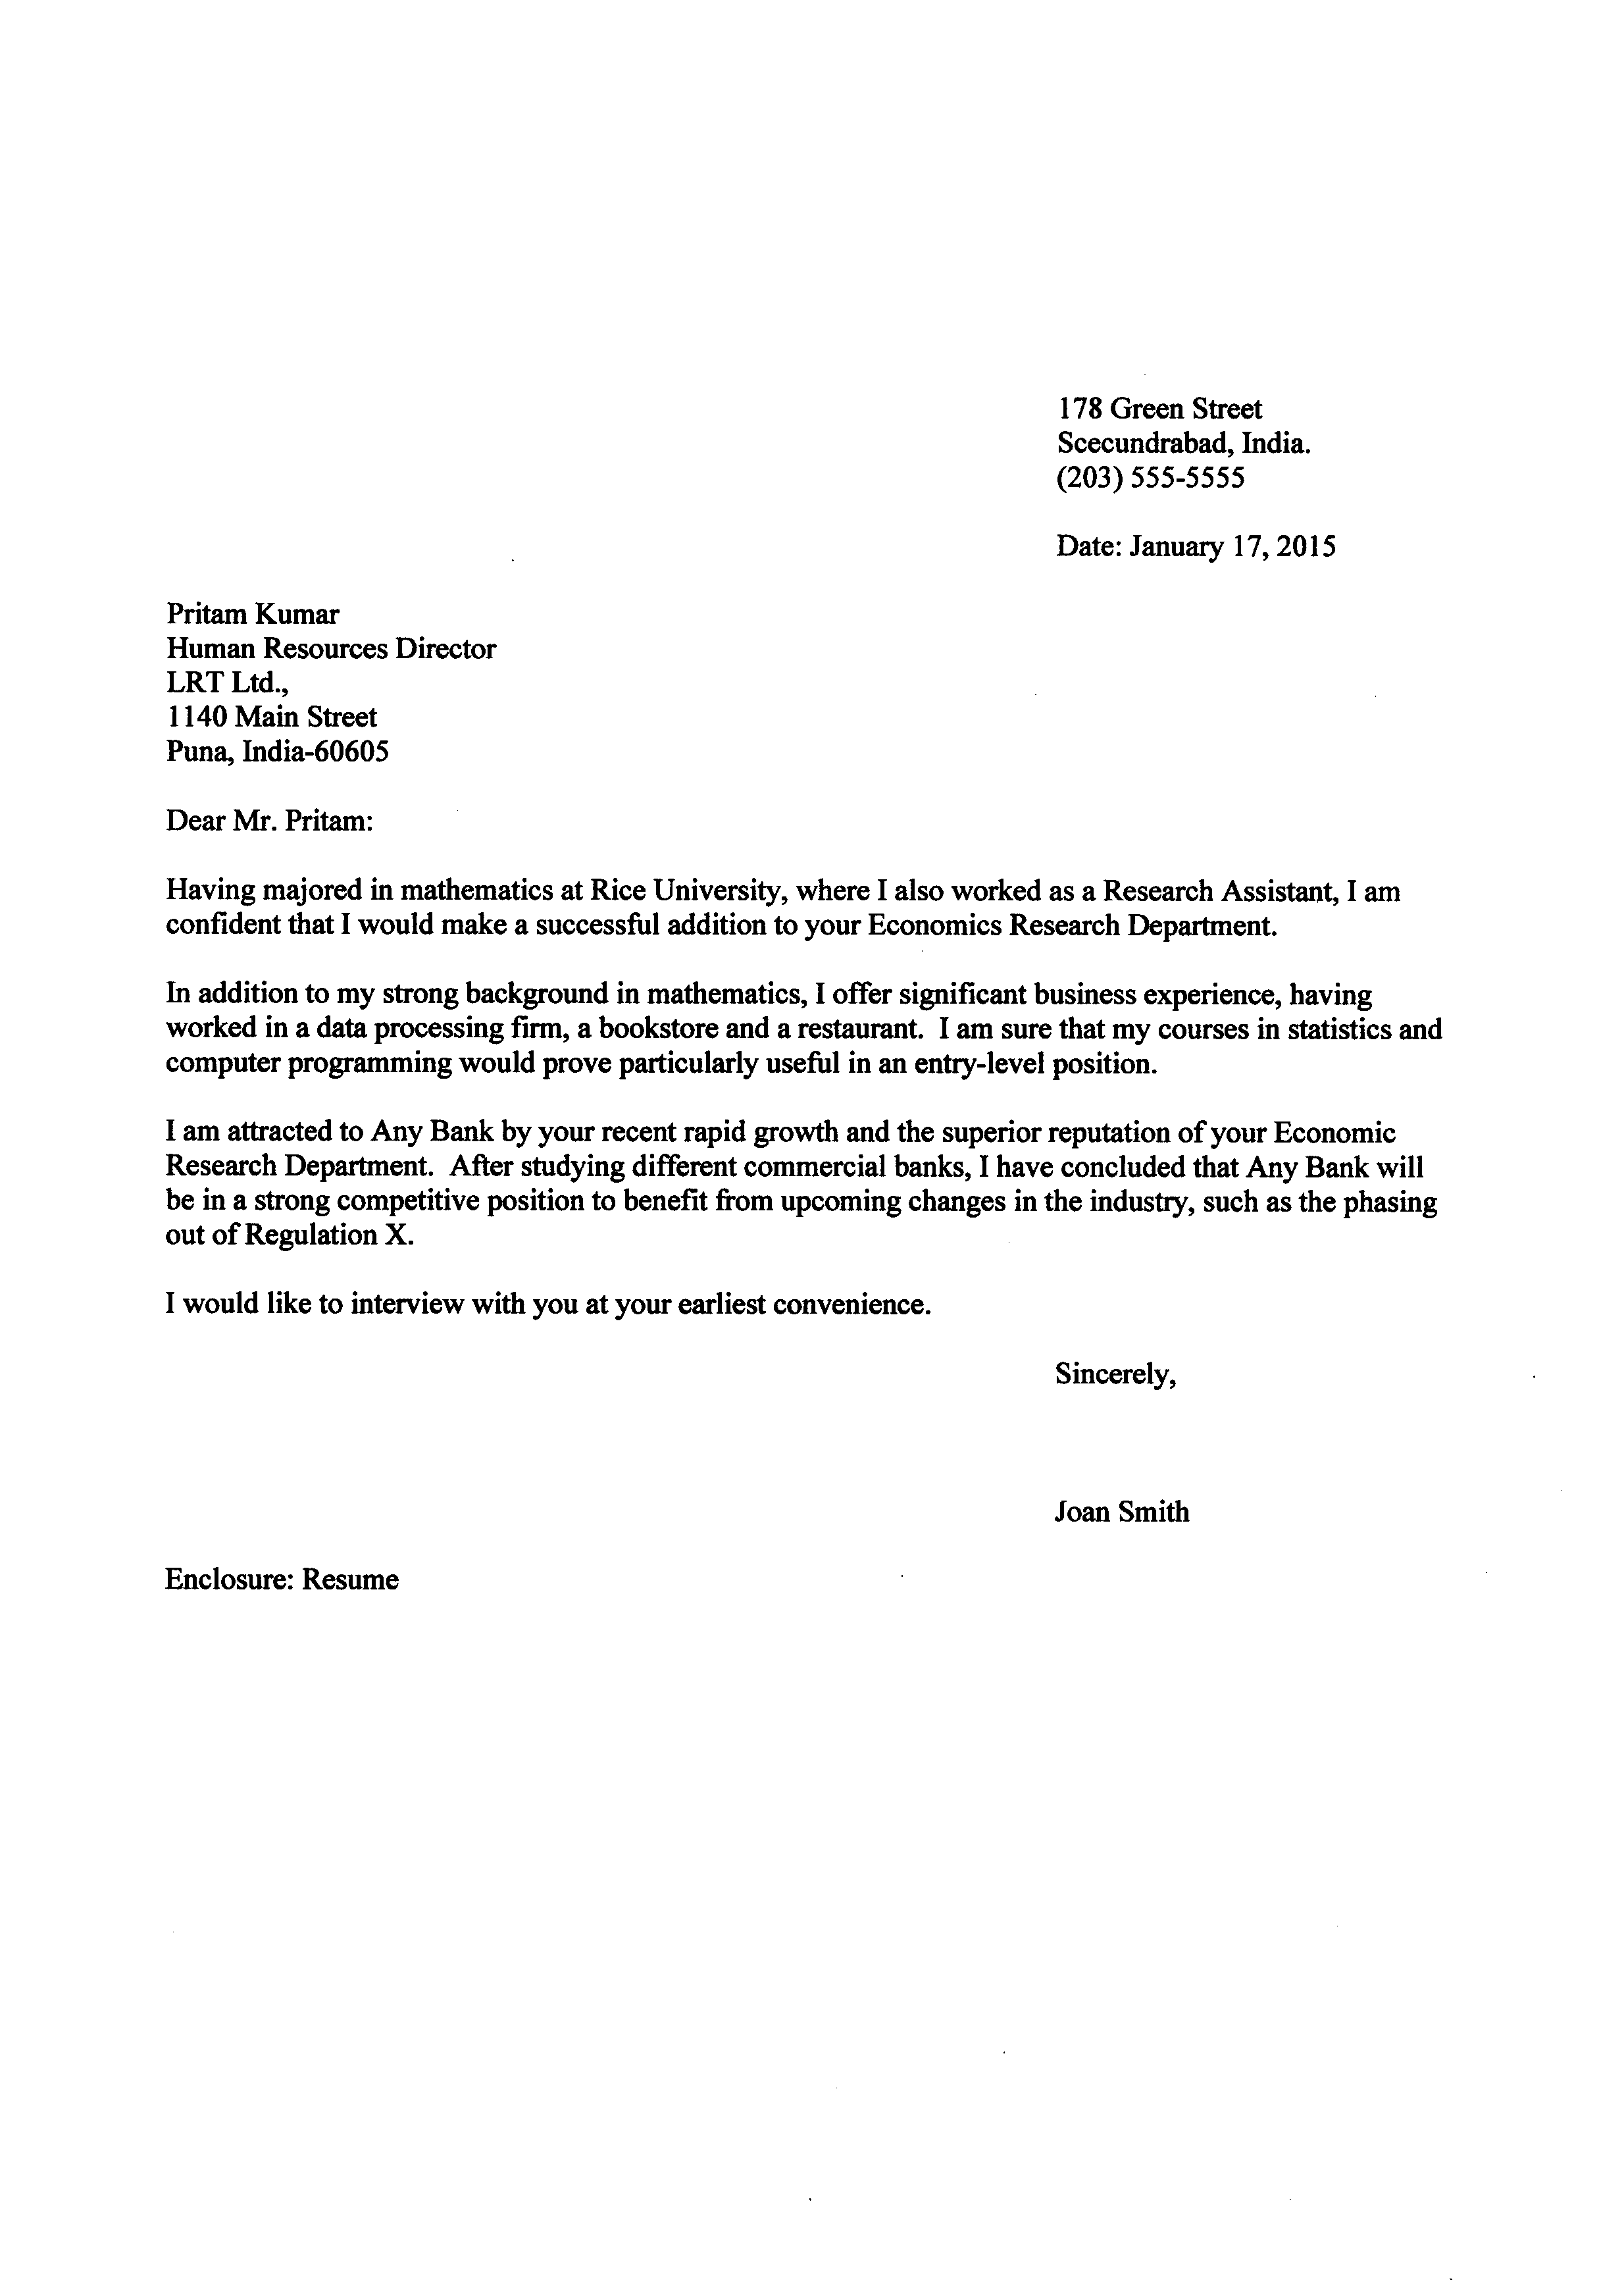 178 Green Street
Scecundrabad, India.
(203) 555-5555
Date: January 17, 2015
Pritam Kumar
Human Resources Director
LRT Ltd.,
1140 Main Street
Puna, India-60605
Dear Mr. Pritam:
Having majored in mathematics at Rice University, where I also worked as a Research Assistant, I am
confident that I would make a successful addition to your Economics Research Department.
In addition to my strong background in mathematics, I offer significant business experience, having
worked in a data processing firm, a bookstore and a restaurant.  I am sure that my courses in statistics and
computer programming would prove particularly useful in an entry-level position.
I am attracted to Any Bank by your recent rapid growth and the superior reputation of your Economic
Research Department.  After studying different commercial banks, I have concluded that Any Bank will
be in a strong competitive position to benefit from upcoming changes in the industry, such as the phasing
out of Regulation X.
I would like to interview with you at your earliest convenience.
Sincerely,
Joan Smith
Enclosure: Resume